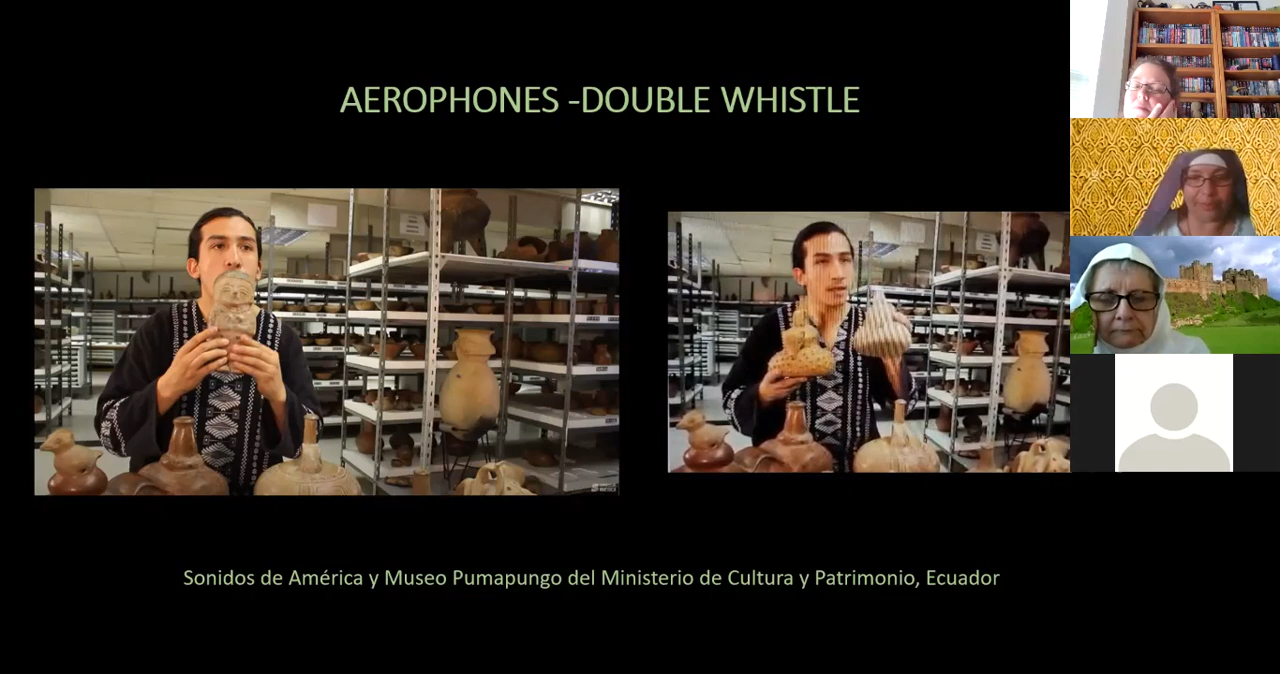 AEROPHONES -DOUBLE WHISTLE
Sonidos de América y Museo Pumapungo del Ministerio de Cultura y Patrimonio, Ecuador